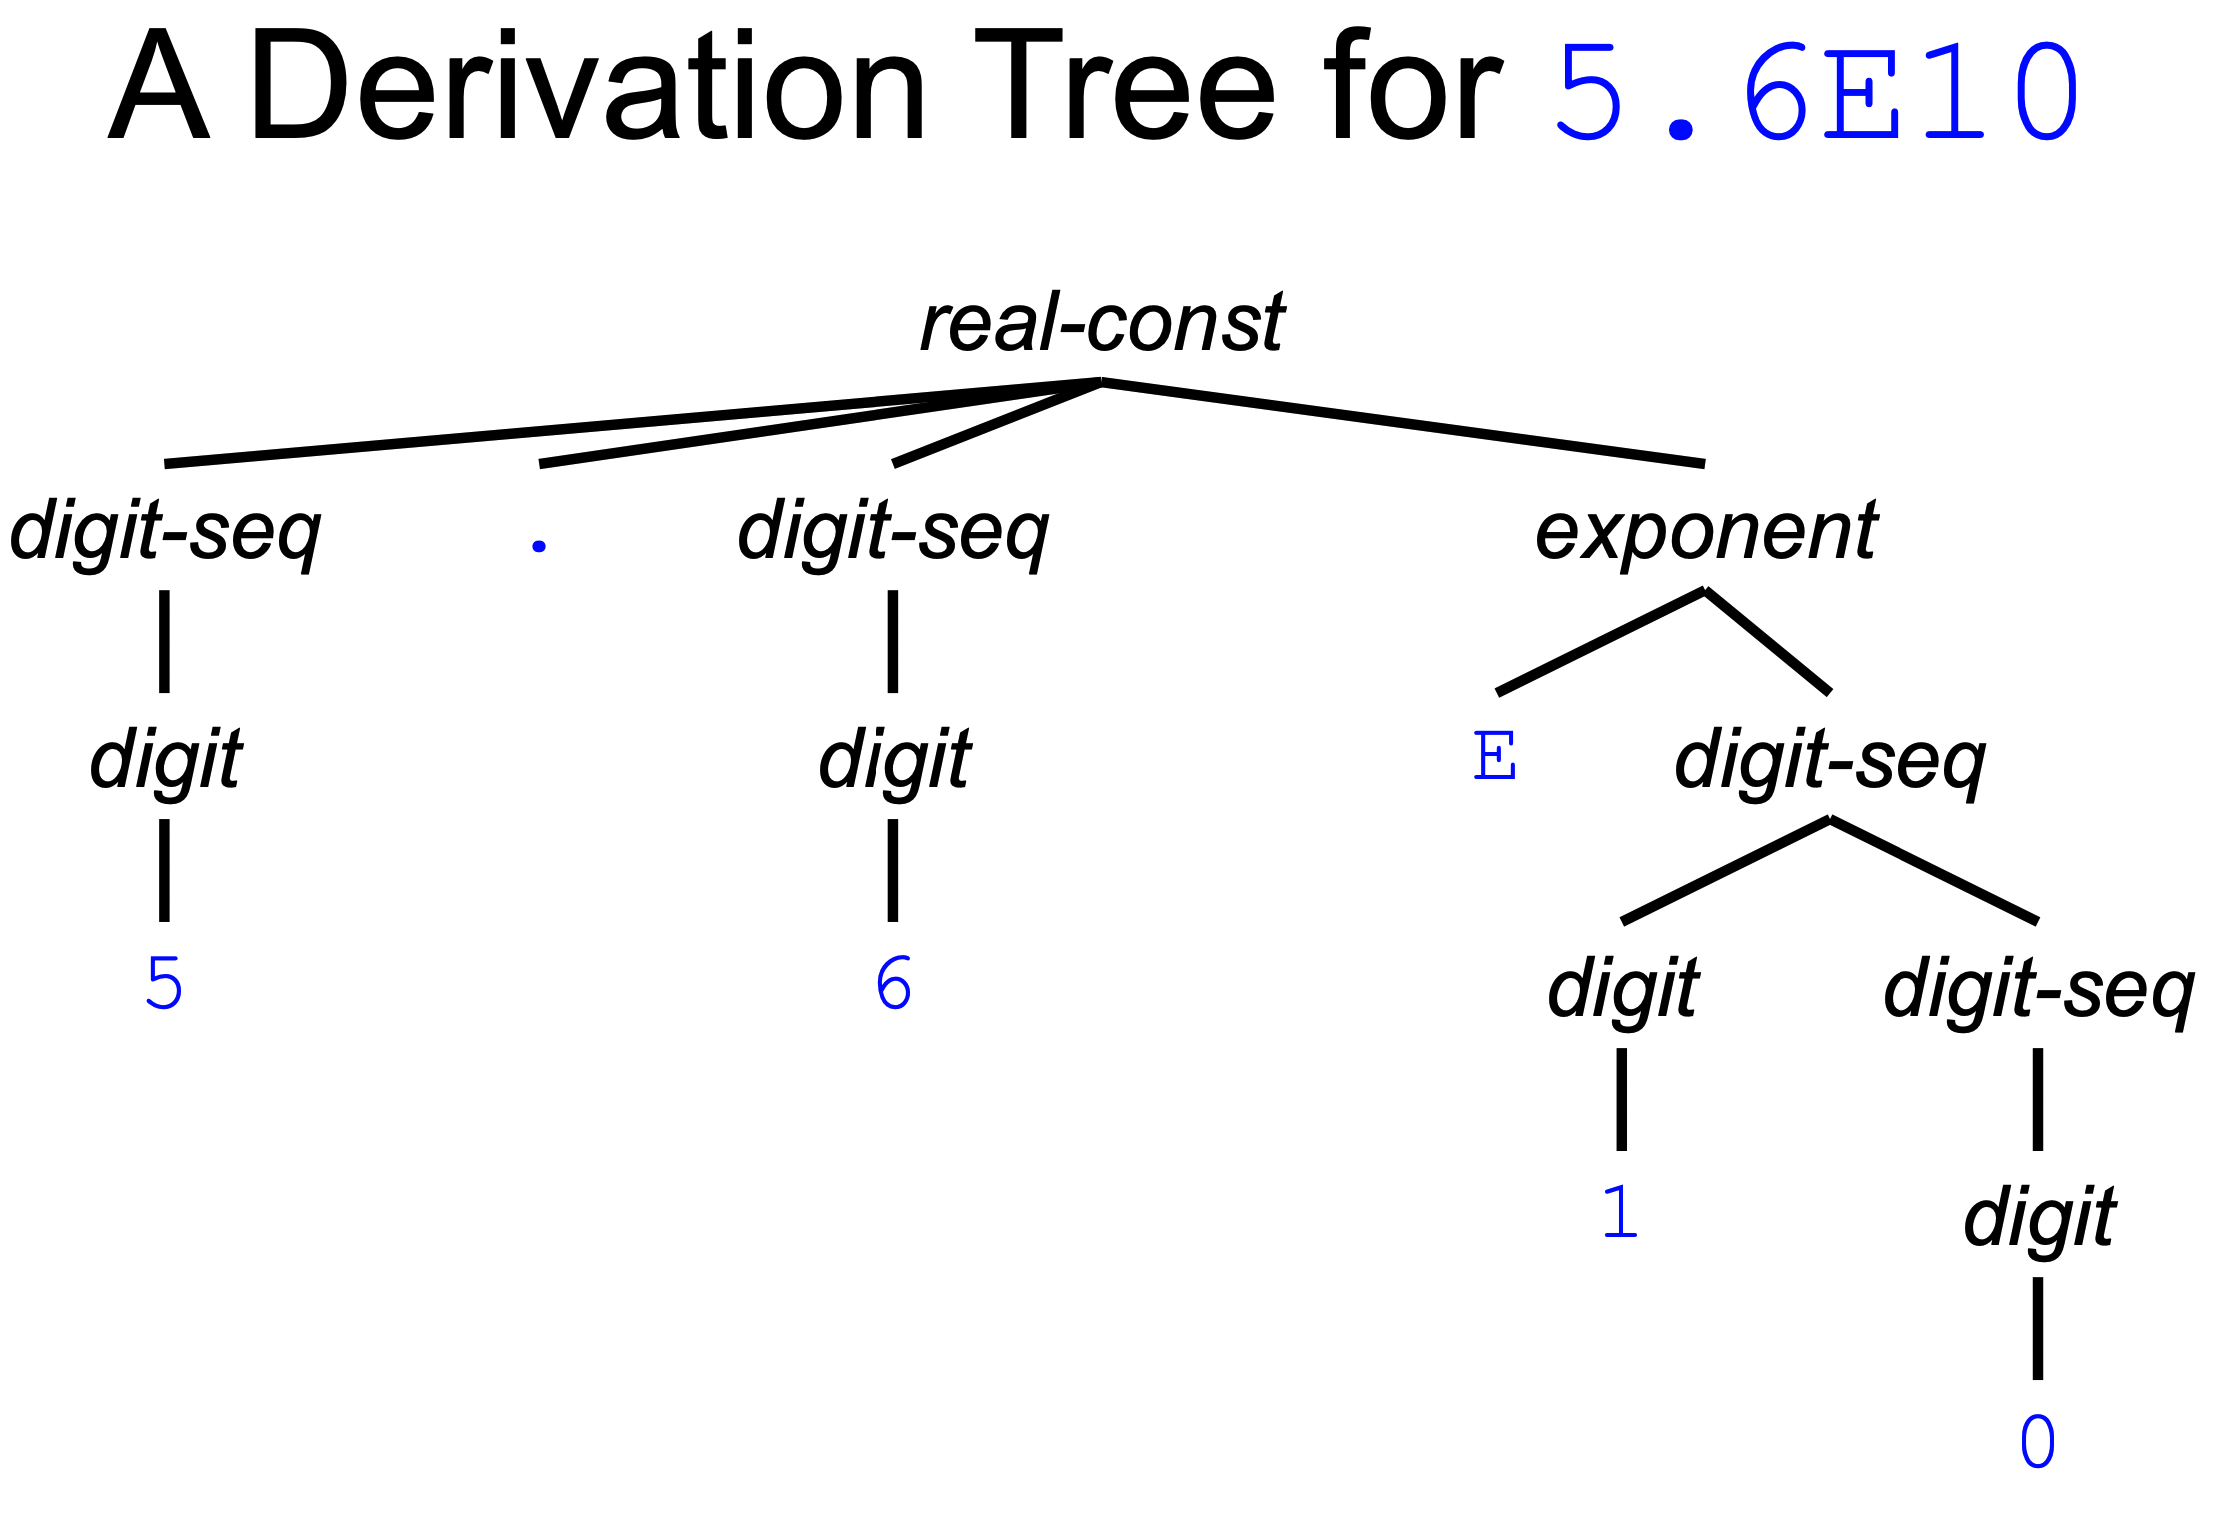 A Derivation Tree for 5.6E10
real-const
digit-seq . digit-seq exponent
digit digit E digit-seq
5 6 digit digit-seq
1 digit
0